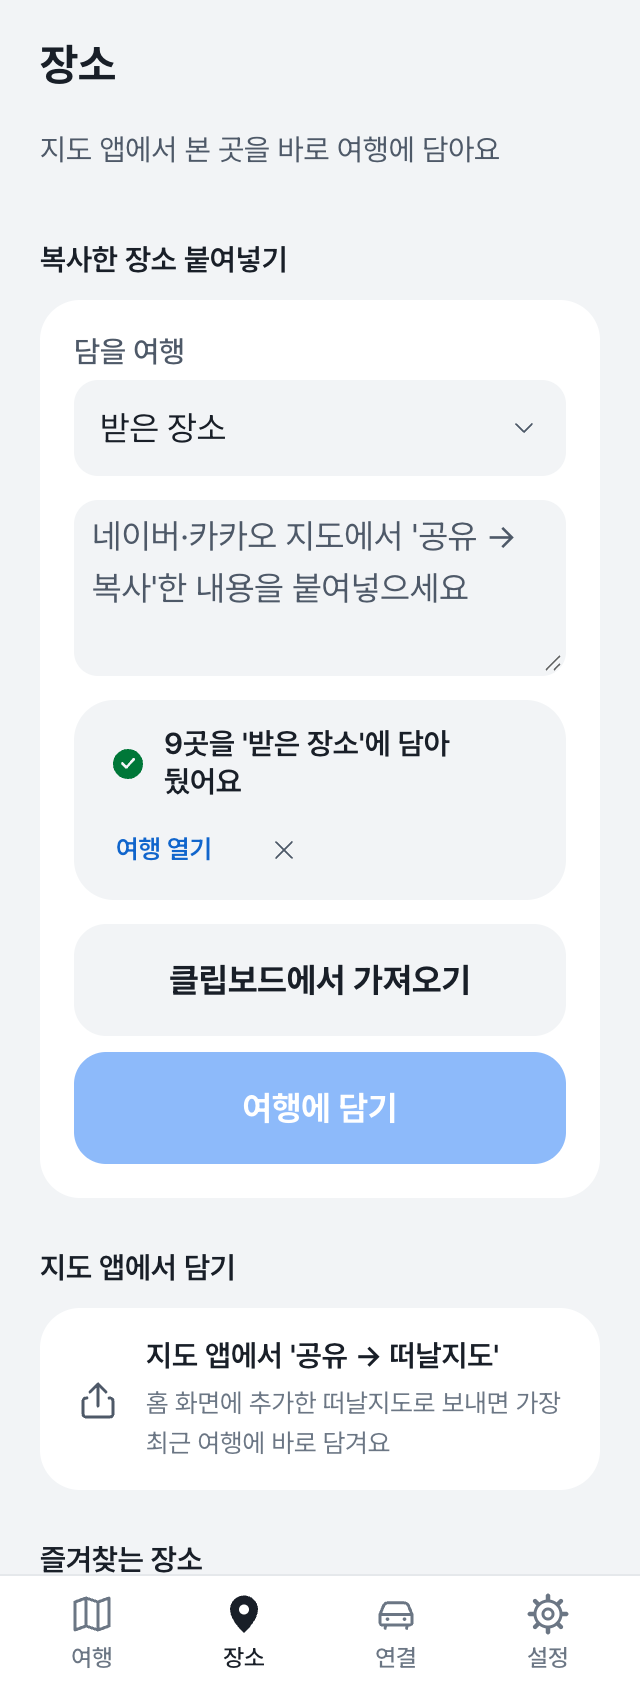 장소
지도 앱에서 본 곳을 바로 여행에 담아요
복사한 장소 붙여넣기
담을 여행
받은 장소
네이버·카카오 지도에서 '공유 →
복사'한 내용을 붙여넣으세요
9곳을 '받은 장소'에 담아
뒀어요
여행 열기
클립보드에서 가져오기
여행에 담기
지도 앱에서 담기
지도 앱에서 '공유 → 떠날지도'
홈 화면에 추가한 떠날지도로 보내면 가장
최근 여행에 바로 담겨요
즐겨찾는 장소
여행
장소
연결
설정